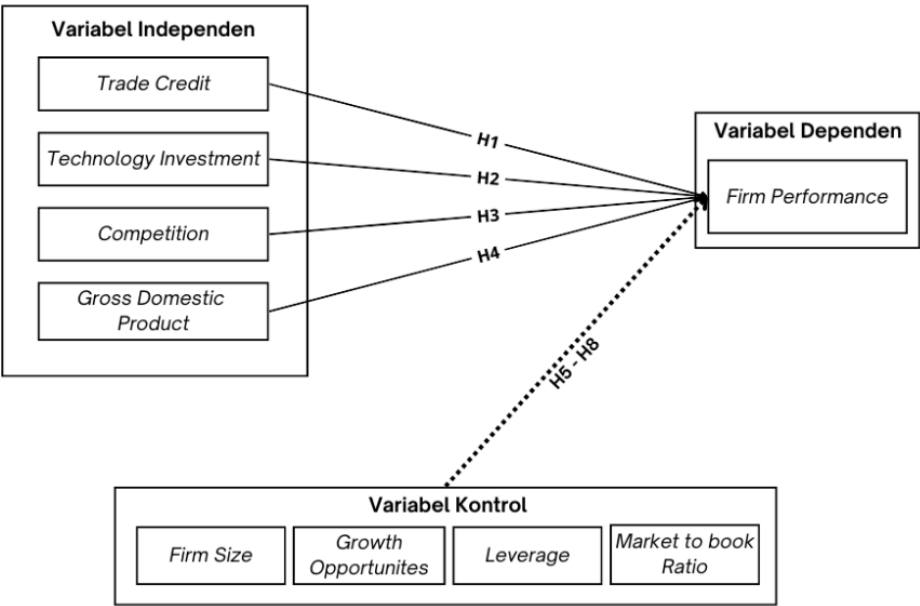 Variabel Independen
Trade Credit
Technology Investment
Competition
Gross Domestic
Product
H1
H2
H3
H4
Variabel Dependen
Firm Performance
H5 - H8
Variabel Kontrol
Firm Size
Growth
Opportunites
Leverage
Market to book
Ratio